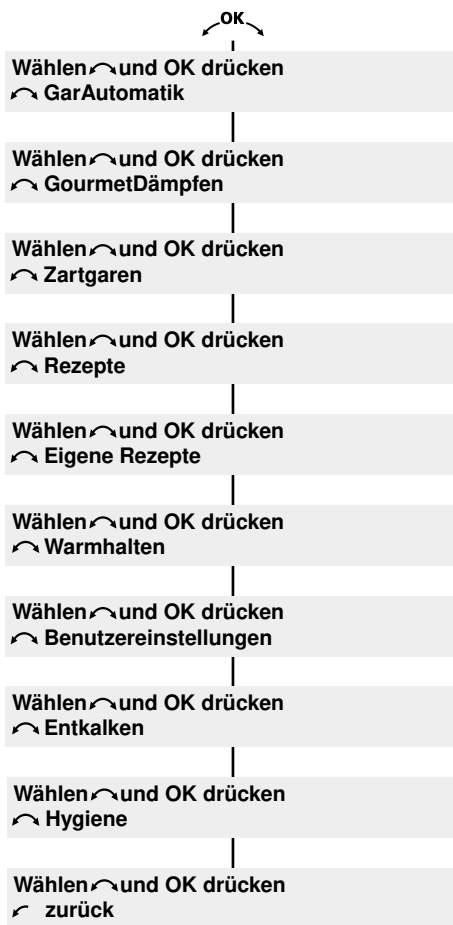 OK
Wählen und OK drücken
GarAutomatik
Wählen und OK drücken
GourmetDämpfen
Wählen und OK drücken
Zartgaren
Wählen und OK drücken
Rezepte
Wählen und OK drücken
Eigene Rezepte
Wählen und OK drücken
Warmhalten
Wählen und OK drücken
Benutzereinstellungen
Wählen und OK drücken
Entkalken
Wählen und OK drücken
Hygiene
Wählen und OK drücken
zurück